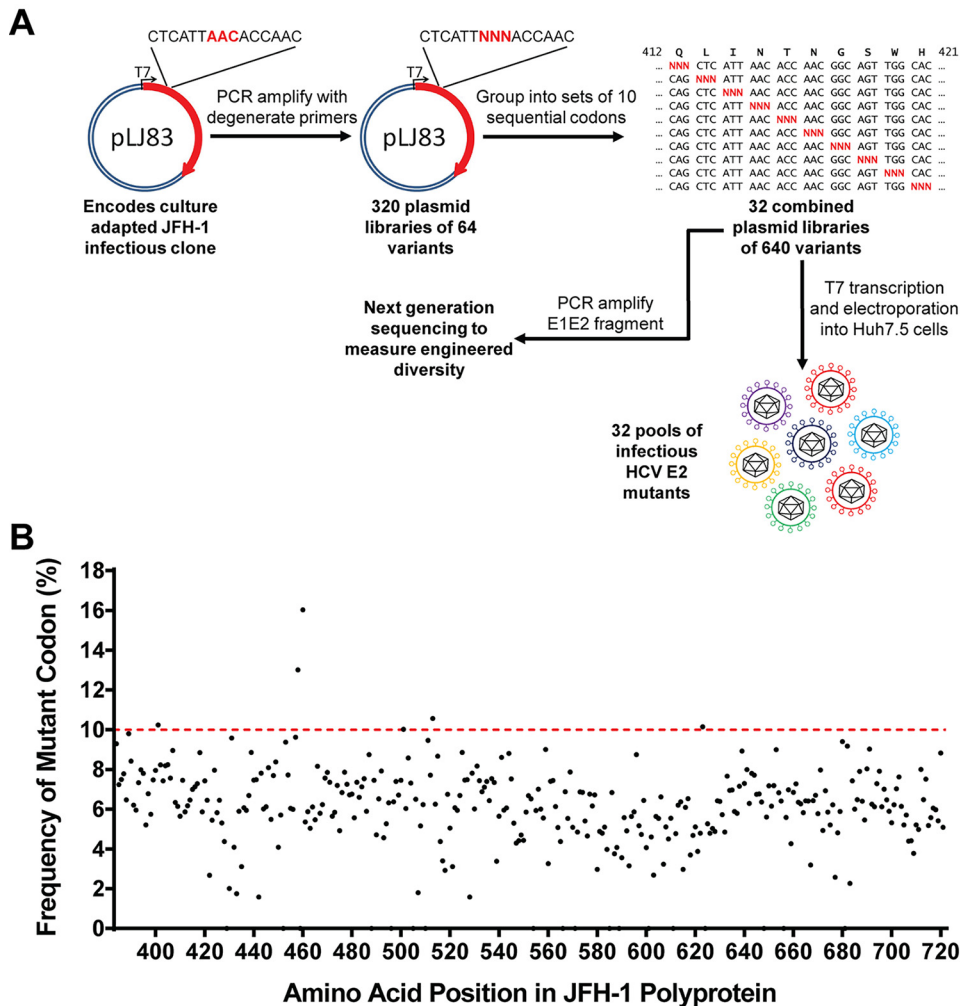 A
CTCATTAACACCAAC
CTCATTNNNACCAAC
T7
T7
pLJ83
pLJ83
PCR amplify with
degenerate primers
Group into sets of 10
sequential codons
Encodes culture
adapted JFH-1
infectious clone
320 plasmid
libraries of 64
variants
412 Q L I N T N G S W H 421
... NNN CTC ATT AAC ACC AAC GGC AGT TGG CAC ...
... CAG NNN ATT AAC ACC AAC GGC AGT TGG CAC ...
... CAG CTC NNN AAC ACC AAC GGC AGT TGG CAC ...
... CAG CTC ATT NNN ACC AAC GGC AGT TGG CAC ...
... CAG CTC ATT AAC NNN AAC GGC AGT TGG CAC ...
... CAG CTC ATT AAC ACC NNN GGC AGT TGG CAC ...
... CAG CTC ATT AAC ACC AAC NNN AGT TGG CAC ...
... CAG CTC ATT AAC ACC AAC GGC NNN TGG CAC ...
... CAG CTC ATT AAC ACC AAC GGC AGT NNN CAC ...
... CAG CTC ATT AAC ACC AAC GGC AGT TGG NNN ...
32 combined
plasmid libraries
of 640 variants
PCR amplify
E1E2 fragment
T7 transcription
and electroporation
into Huh7.5 cells
Next generation
sequencing to
measure engineered
diversity
32 pools of
infectious
HCV E2
mutants
B
Frequency of Mutant Codon (%)
18
16
14
12
10
8
6
4
2
0
400 420 440 460 480 500 520 540 560 580 600 620 640 660 680 700 720
Amino Acid Position in JFH-1 Polyprotein